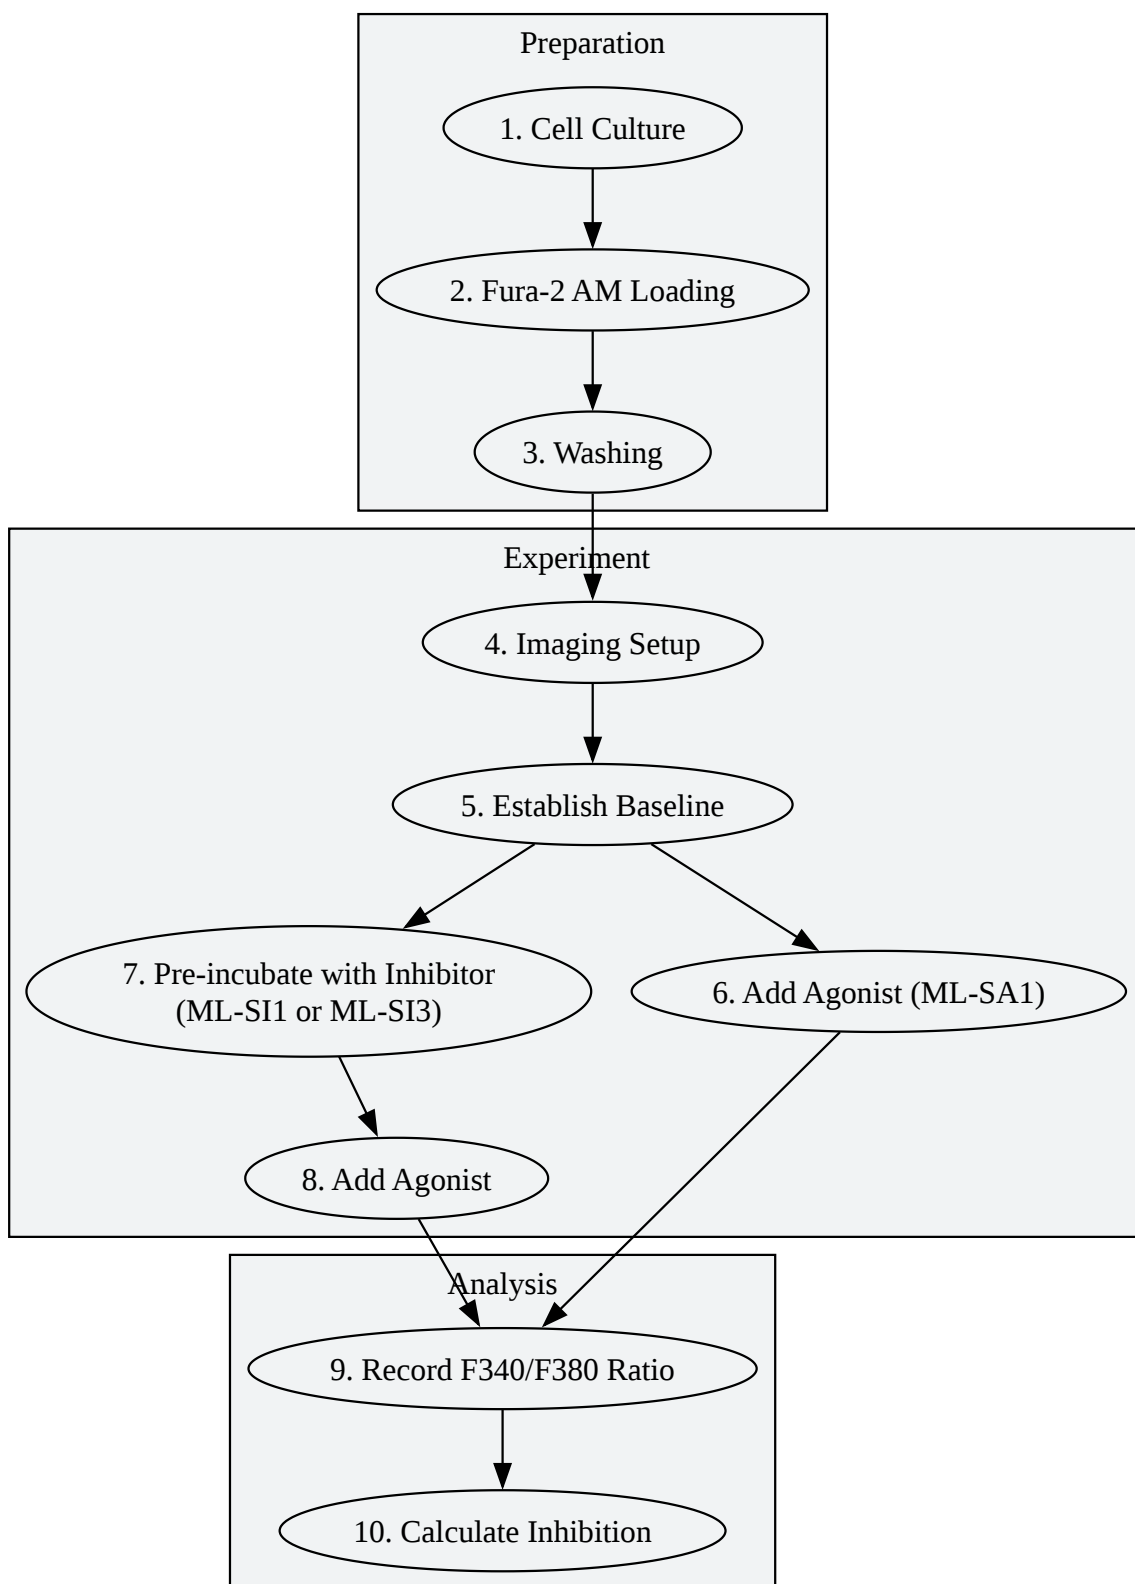 Preparation
1. Cell Culture
2. Fura-2 AM Loading
3. Washing
Experiment
4. Imaging Setup
5. Establish Baseline
7. Pre-incubate with Inhibitor
(ML-SI1 or ML-SI3)
6. Add Agonist (ML-SA1)
8. Add Agonist
Analysis
9. Record F340/F380 Ratio
10. Calculate Inhibition